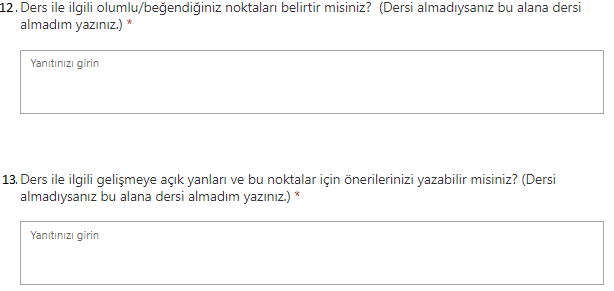 12. Ders ile ilgili olumlu/beğendiğiniz noktaları belirtir misiniz? (Dersi almadıysanız bu alana dersi
almadım yazınız.) *
Yanıtınızı girin
13. Ders ile ilgili gelişmeye açık yanları ve bu noktalar için önerilerinizi yazabilir misiniz? (Dersi
almadıysanız bu alana dersi almadım yazınız.) *
Yanıtınızı girin